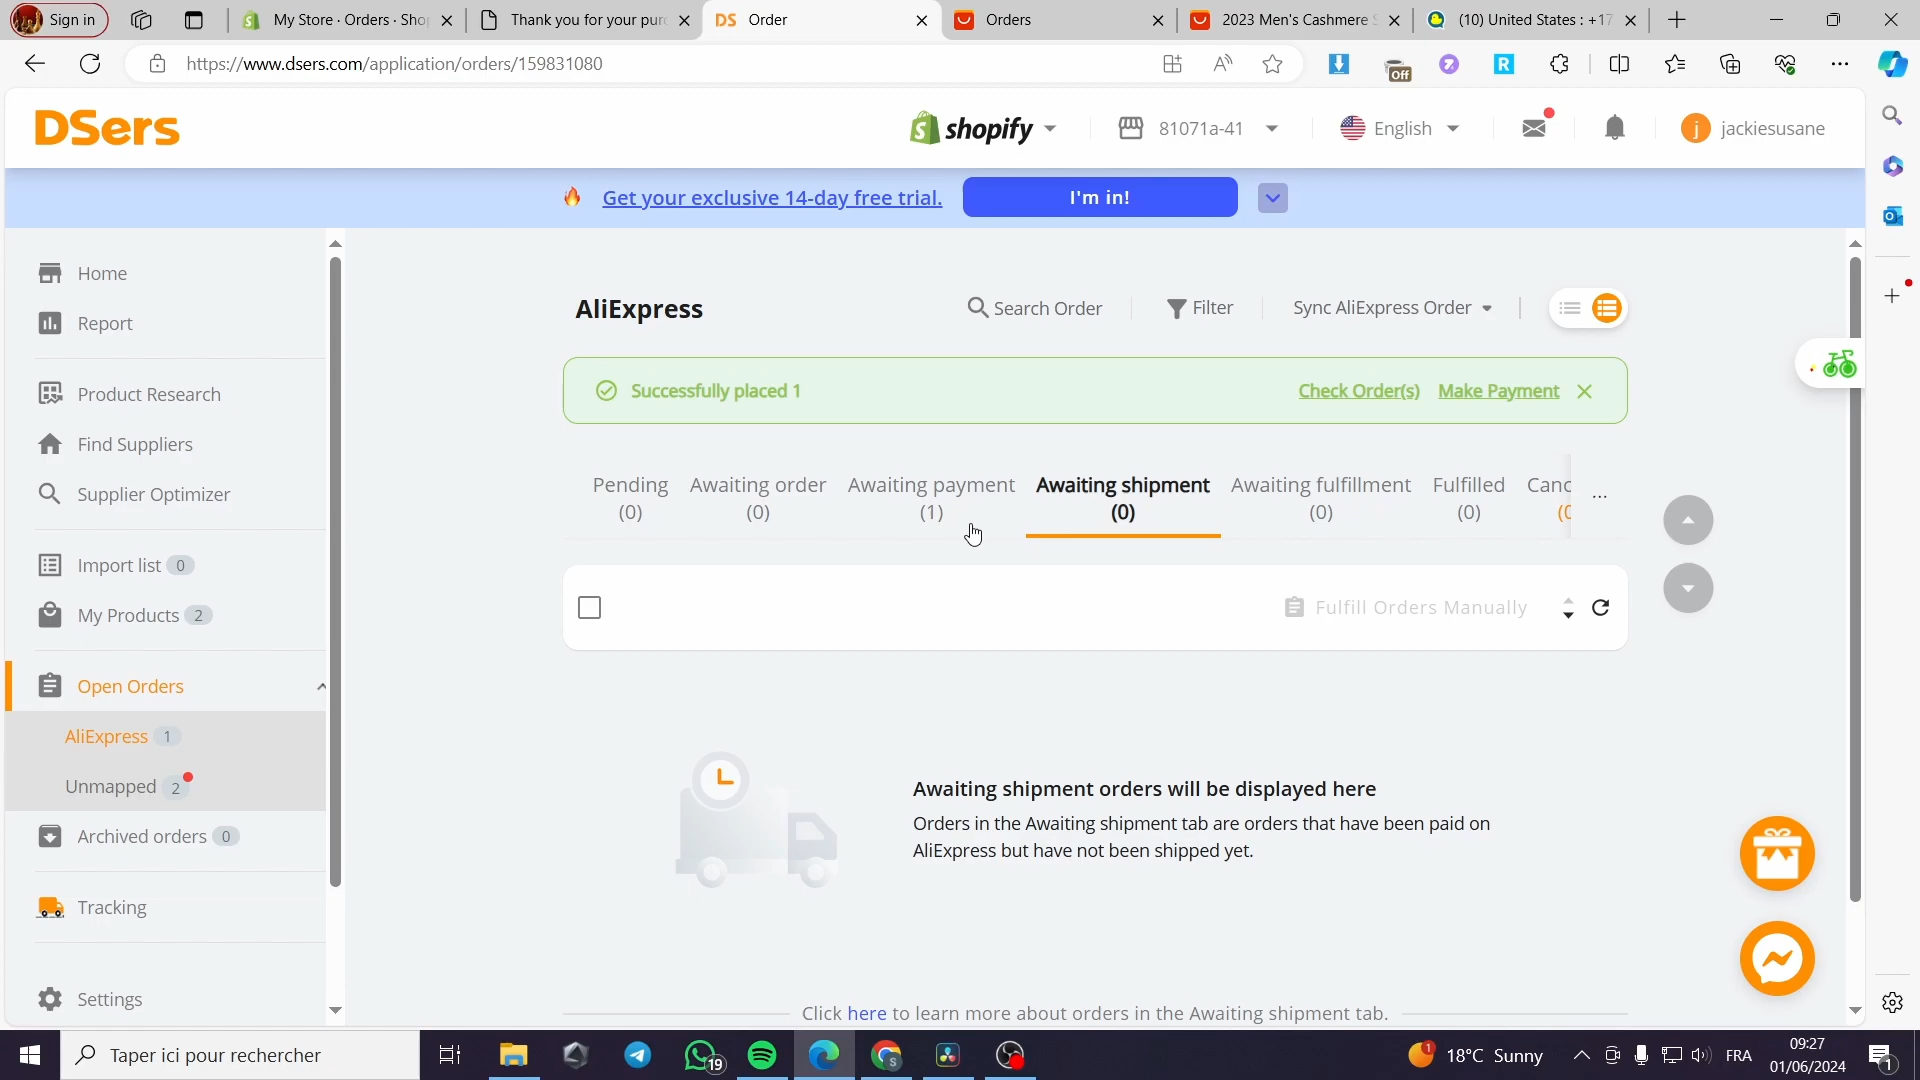 Sign in
My Store · Orders · Sho
Thank you for your pur
DS Order
Orders
2023 Men's Cashmere S
(10) United States : +17
https://www.dsers.com/application/orders/159831080
Off
R
DSers
shopify
81071a-41
English
j
jackiesusane
Get your exclusive 14-day free trial.
I'm in!
Home
Report
Product Research
Find Suppliers
Supplier Optimizer
Import list 0
My Products 2
Open Orders
AliExpress 1
Unmapped 2
Archived orders 0
Tracking
Settings
AliExpress
Search Order
Filter
Sync AliExpress Order
Successfully placed 1
Check Order(s)
Make Payment
Pending
(0)
Awaiting order
(0)
Awaiting payment
(1)
Awaiting shipment
(0)
Awaiting fulfillment
(0)
Fulfilled
(0)
Canc
(0
...
Fulfill Orders Manually
Awaiting shipment orders will be displayed here
Orders in the Awaiting shipment tab are orders that have been paid on
AliExpress but have not been shipped yet.
Click here to learn more about orders in the Awaiting shipment tab.
Taper ici pour rechercher
19
1
18°C Sunny
FRA
09:27
01/06/2024
1